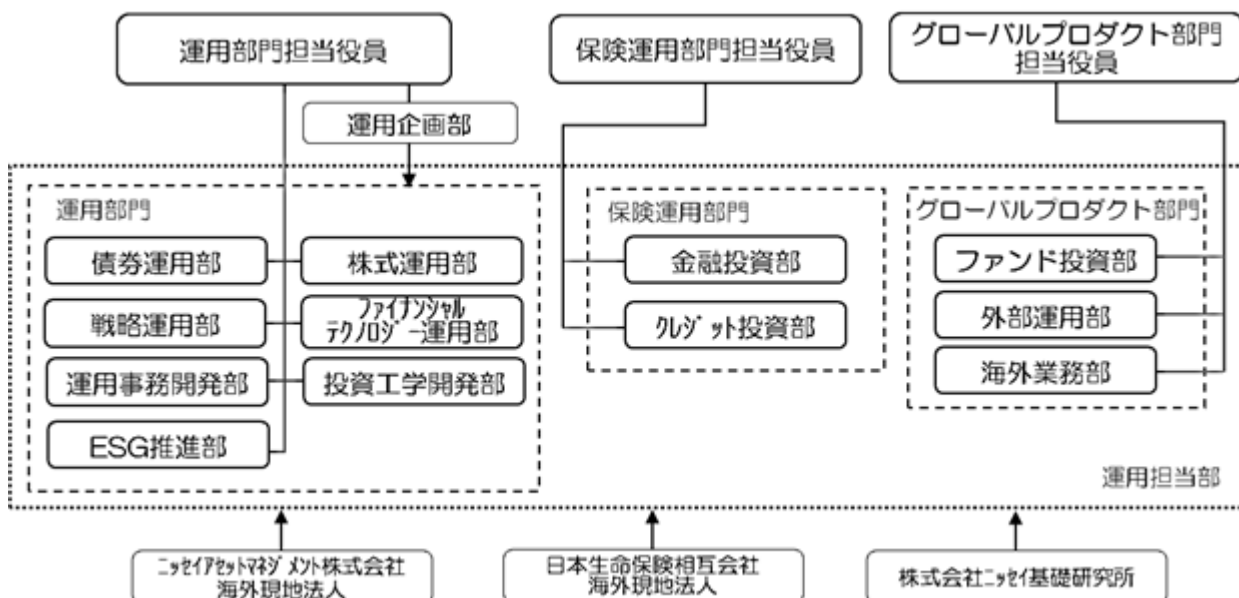 運用部門担当役員
保険運用部門担当役員
グローバルプロダクト部門
担当役員
運用企画部
運用部門
債券運用部
株式運用部
戦略運用部
ファイナンシャル
テクノロジー運用部
運用事務開発部
投資工学開発部
ESG推進部
保険運用部門
金融投資部
クレジット投資部
グローバルプロダクト部門
ファンド投資部
外部運用部
海外業務部
運用担当部
ニッセイアセットマネジメント株式会社
海外現地法人
日本生命保険相互会社
海外現地法人
株式会社ニッセイ基礎研究所